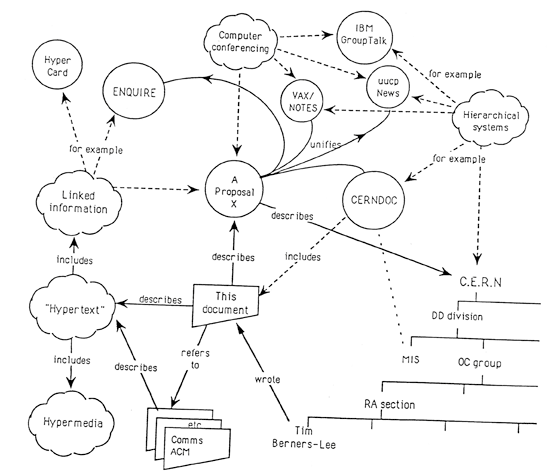 IBM
GroupTalk
Computer
conferencing
Hyper
Card
ENQUIRE
for example
uucp
News
VAX/
NOTES
Hierarchical
systems
unifies
for example
for example
A
Proposal
X
Linked
information
CERNDOC
describes
includes
C.E.R.N
describes
includes
This
document
describes
"Hypertext"
DD division
refers
to
MIS
OC group
includes
describes
wrote
RA section
Hypermedia
etc
Comms
ACM
Tim
Berners-Lee